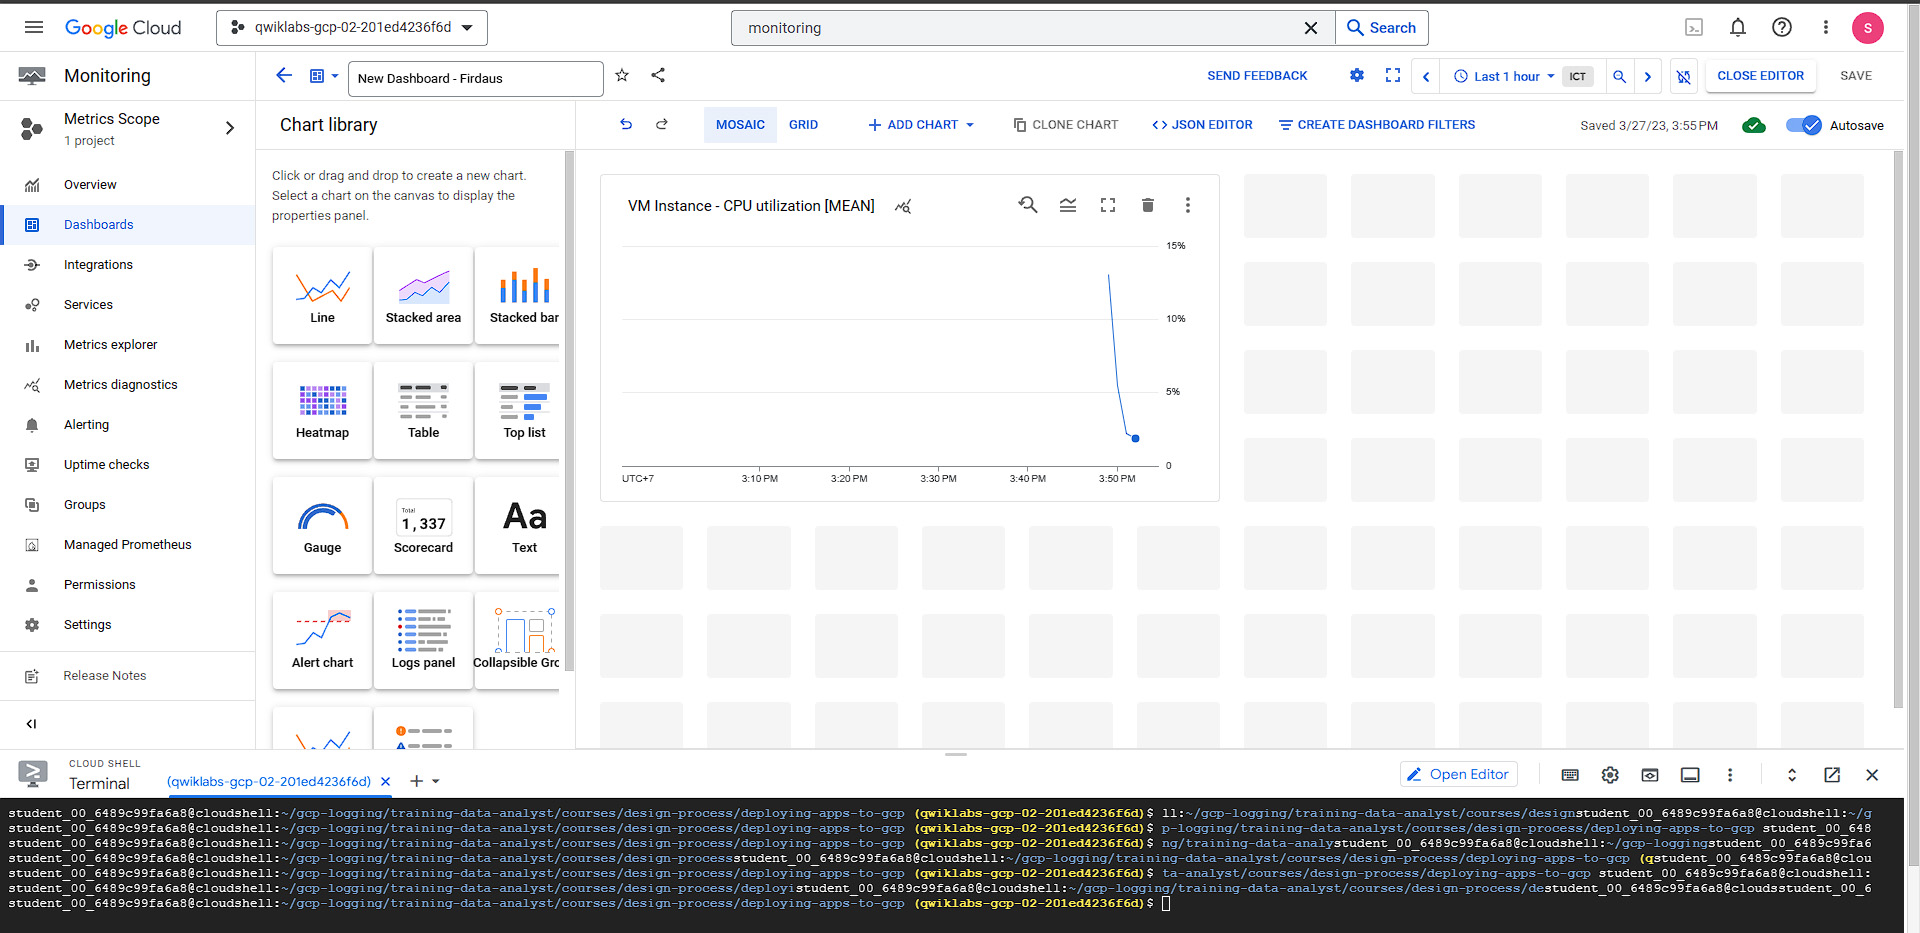 Google Cloud
qwiklabs-gcp-02-201ed4236f6d
monitoring
Search
S
Monitoring
New Dashboard - Firdaus
SEND FEEDBACK
Last 1 hour
ICT
CLOSE EDITOR
SAVE
Metrics Scope
1 project
Overview
Dashboards
Integrations
Services
Metrics explorer
Metrics diagnostics
Alerting
Uptime checks
Groups
Managed Prometheus
Permissions
Settings
Release Notes
Chart library
Click or drag and drop to create a new chart.
Select a chart on the canvas to display the
properties panel.
Line
Stacked area
Stacked bar
Heatmap
Table
Top list
Gauge
Total
1,337
Scorecard
Aa
Text
Alert chart
Logs panel
Collapsible Gro
MOSAIC
GRID
ADD CHART
CLONE CHART
JSON EDITOR
CREATE DASHBOARD FILTERS
Saved 3/27/23, 3:55 PM
Autosave
VM Instance - CPU utilization [MEAN]
15%
10%
5%
0
UTC+7
3:10 PM
3:20 PM
3:30 PM
3:40 PM
3:50 PM
CLOUD SHELL
Terminal
(qwiklabs-gcp-02-201ed4236f6d)
Open Editor
student_00_6489c99fa6a8@cloudshell:~/gcp-logging/training-data-analyst/courses/design-process/deploying-apps-to-gcp (qwiklabs-gcp-02-201ed4236f6d)$ ll:~/gcp-logging/training-data-analyst/courses/designstudent_00_6489c99fa6a8@cloudshell:~/g
student_00_6489c99fa6a8@cloudshell:~/gcp-logging/training-data-analyst/courses/design-process/deploying-apps-to-gcp (qwiklabs-gcp-02-201ed4236f6d)$ p-logging/training-data-analyst/courses/design-process/deploying-apps-to-gcp student_00_648
student_00_6489c99fa6a8@cloudshell:~/gcp-logging/training-data-analyst/courses/design-process/deploying-apps-to-gcp (qwiklabs-gcp-02-201ed4236f6d)$ ng/training-data-analystudent_00_6489c99fa6a8@cloudshell:~/gcp-loggingstudent_00_6489c99fa6
student_00_6489c99fa6a8@cloudshell:~/gcp-logging/training-data-analyst/courses/design-processstudent_00_6489c99fa6a8@cloudshell:~/gcp-logging/training-data-analyst/courses/design-process/deploying-apps-to-gcp (qstudent_00_6489c99fa6a8@clou
student_00_6489c99fa6a8@cloudshell:~/gcp-logging/training-data-analyst/courses/design-process/deploying-apps-to-gcp (qwiklabs-gcp-02-201ed4236f6d)$ ta-analyst/courses/design-process/deploying-apps-to-gcp student_00_6489c99fa6a8@cloudshell:
student_00_6489c99fa6a8@cloudshell:~/gcp-logging/training-data-analyst/courses/design-process/deployistudent_00_6489c99fa6a8@cloudshell:~/gcp-logging/training-data-analyst/courses/design-process/destudent_00_6489c99fa6a8@cloudsstudent_00_6
student_00_6489c99fa6a8@cloudshell:~/gcp-logging/training-data-analyst/courses/design-process/deploying-apps-to-gcp (qwiklabs-gcp-02-201ed4236f6d)$